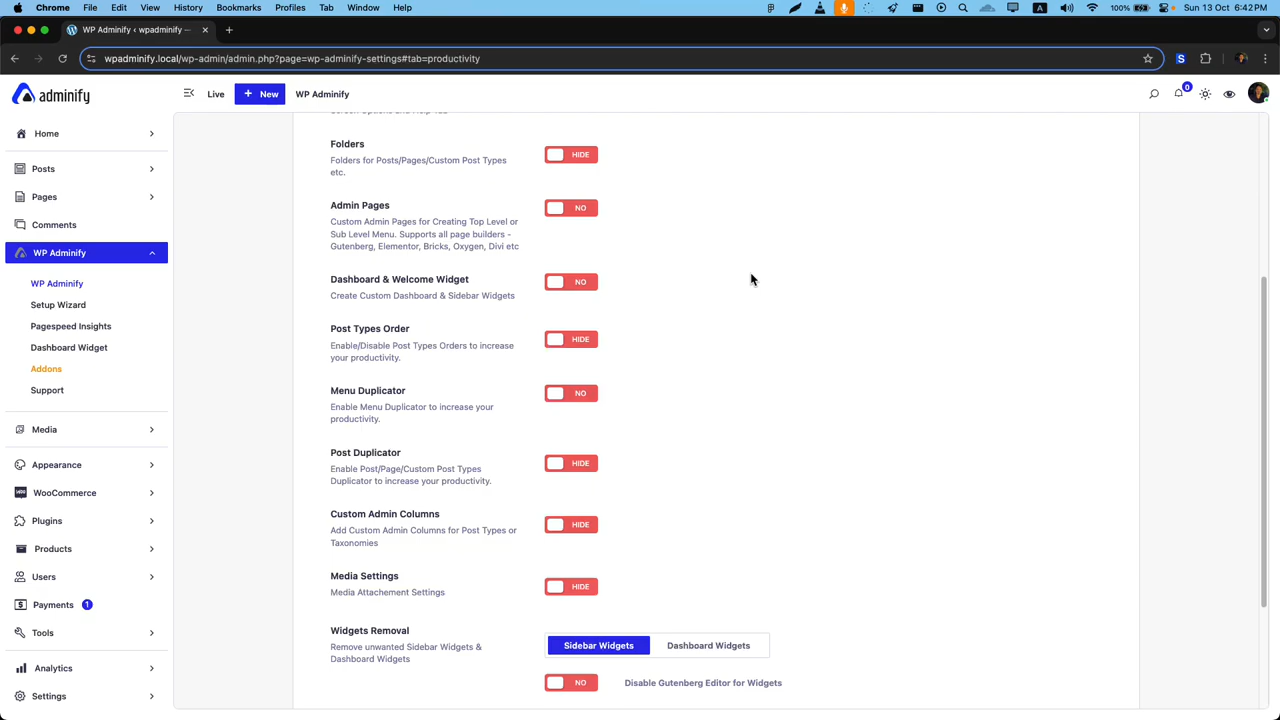 Chrome File Edit View History Bookmarks Profiles Tab Window Help A 100% Sun 13 Oct 6:42 PM
WP Adminify ‹ wpadminify —
wpadminify.local/wp-admin/admin.php?page=wp-adminify-settings#tab=productivity S
adminify
Live + New WP Adminify 0
Home
Posts
Pages
Comments
WP Adminify
WP Adminify
Setup Wizard
Pagespeed Insights
Dashboard Widget
Addons
Support
Media
Appearance
WooCommerce
Plugins
Products
Users
Payments 1
Tools
Analytics
Settings
Folders
Folders for Posts/Pages/Custom Post Types
etc.
HIDE
Admin Pages
Custom Admin Pages for Creating Top Level or
Sub Level Menu. Supports all page builders -
Gutenberg, Elementor, Bricks, Oxygen, Divi etc
NO
Dashboard & Welcome Widget
Create Custom Dashboard & Sidebar Widgets
NO
Post Types Order
Enable/Disable Post Types Orders to increase
your productivity.
HIDE
Menu Duplicator
Enable Menu Duplicator to increase your
productivity.
NO
Post Duplicator
Enable Post/Page/Custom Post Types
Duplicator to increase your productivity.
HIDE
Custom Admin Columns
Add Custom Admin Columns for Post Types or
Taxonomies
HIDE
Media Settings
Media Attachement Settings
HIDE
Widgets Removal
Remove unwanted Sidebar Widgets &
Dashboard Widgets
Sidebar Widgets Dashboard Widgets
NO Disable Gutenberg Editor for Widgets